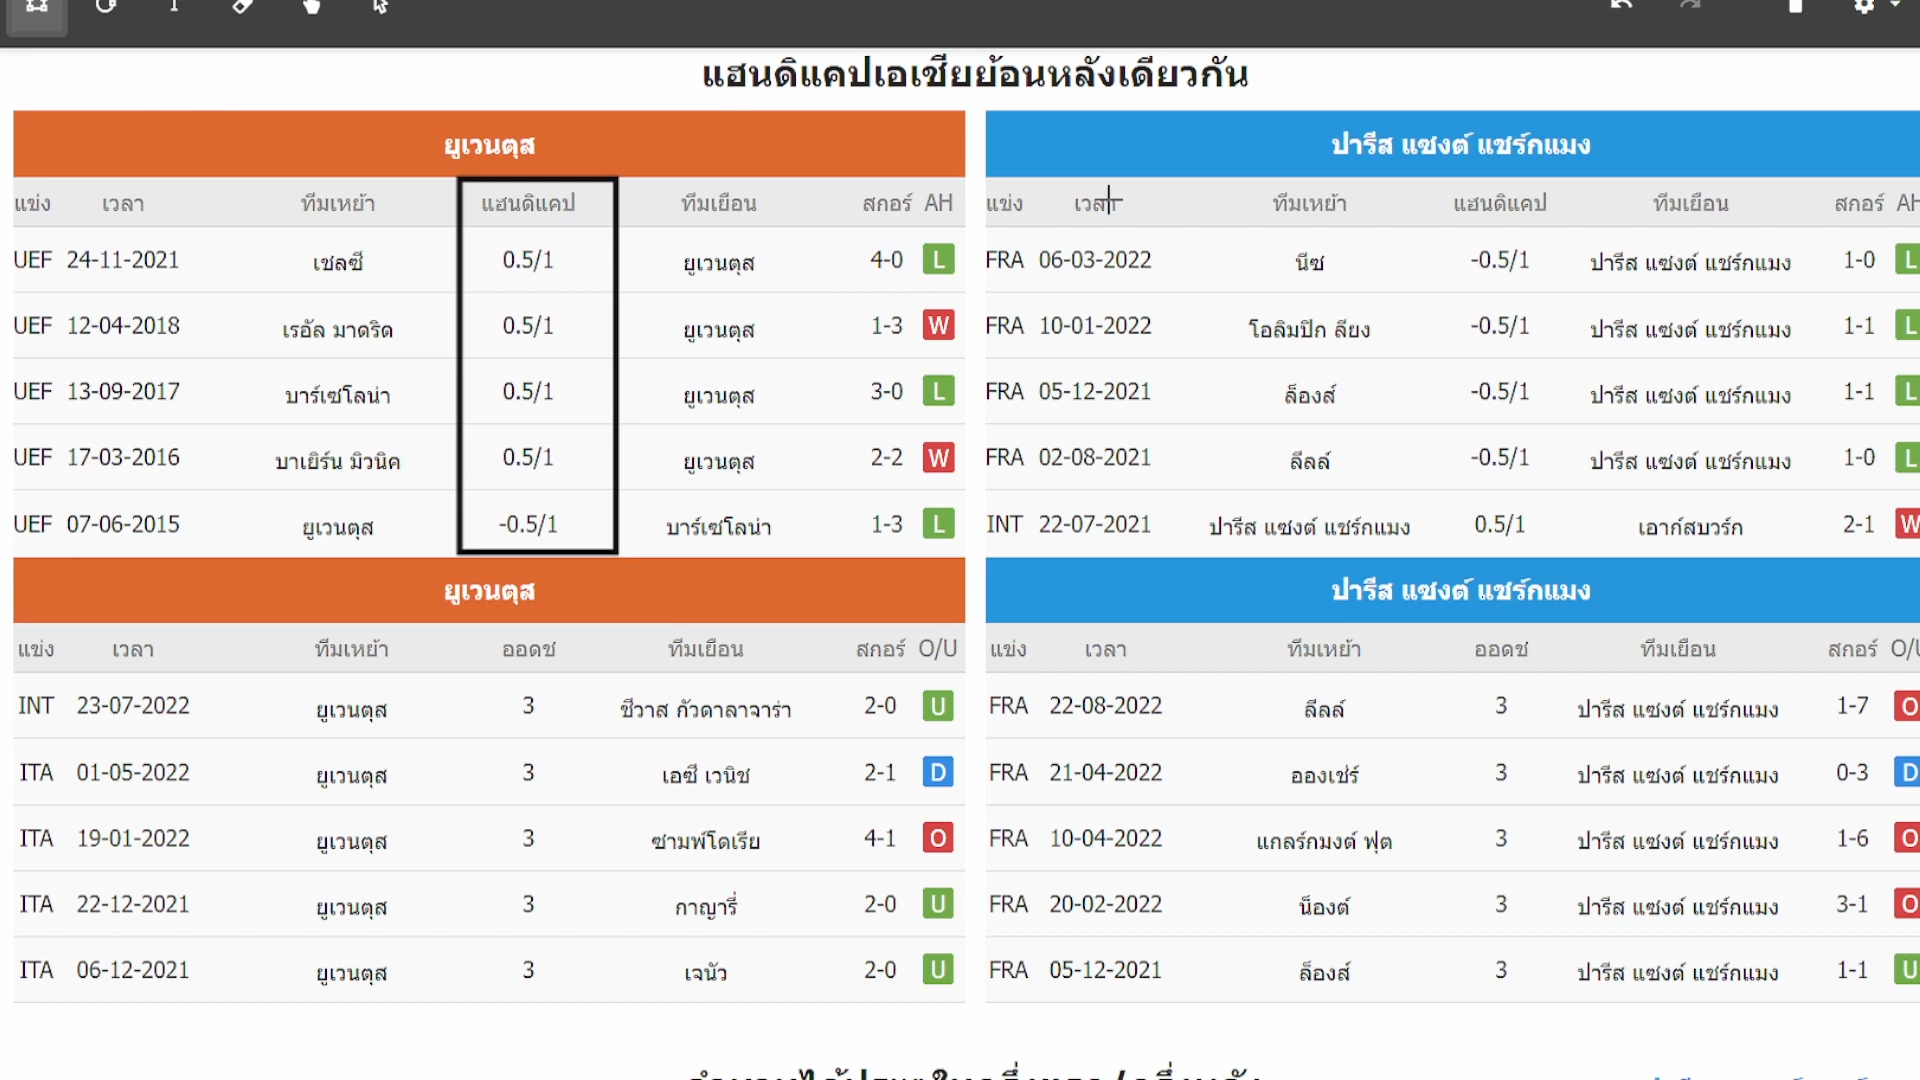 แฮนดิแคปเอเชียย้อนหลังเดียวกัน
ยูเวนตุส
แข่ง เวลา ทีมเหย้า แฮนดิแคป ทีมเยือน สกอร์ AH
UEF 24-11-2021 เชลซี 0.5/1 ยูเวนตุส 4-0 L
UEF 12-04-2018 เรอัล มาดริด 0.5/1 ยูเวนตุส 1-3 W
UEF 13-09-2017 บาร์เซโลน่า 0.5/1 ยูเวนตุส 3-0 L
UEF 17-03-2016 บาเยิร์น มิวนิค 0.5/1 ยูเวนตุส 2-2 W
UEF 07-06-2015 ยูเวนตุส -0.5/1 บาร์เซโลน่า 1-3 L
ปารีส แซงต์ แชร์กแมง
แข่ง เวลา ทีมเหย้า แฮนดิแคป ทีมเยือน สกอร์ AH
FRA 06-03-2022 นีซ -0.5/1 ปารีส แซงต์ แชร์กแมง 1-0 L
FRA 10-01-2022 โอลิมปิก ลียง -0.5/1 ปารีส แซงต์ แชร์กแมง 1-1 L
FRA 05-12-2021 ล็องส์ -0.5/1 ปารีส แซงต์ แชร์กแมง 1-1 L
FRA 02-08-2021 ลีลล์ -0.5/1 ปารีส แซงต์ แชร์กแมง 1-0 L
INT 22-07-2021 ปารีส แซงต์ แชร์กแมง 0.5/1 เอาก์สบวร์ก 2-1 W
ยูเวนตุส
แข่ง เวลา ทีมเหย้า ออดช์ ทีมเยือน สกอร์ O/U
INT 23-07-2022 ยูเวนตุส 3 ชีวาส กัวดาลาจาร่า 2-0 U
ITA 01-05-2022 ยูเวนตุส 3 เอซี เวนิช 2-1 D
ITA 19-01-2022 ยูเวนตุส 3 ซามพ์โดเรีย 4-1 O
ITA 22-12-2021 ยูเวนตุส 3 กาญารี่ 2-0 U
ITA 06-12-2021 ยูเวนตุส 3 เจนัว 2-0 U
ปารีส แซงต์ แชร์กแมง
แข่ง เวลา ทีมเหย้า ออดช์ ทีมเยือน สกอร์ O/U
FRA 22-08-2022 ลีลล์ 3 ปารีส แซงต์ แชร์กแมง 1-7 O
FRA 21-04-2022 อองเช่ร์ 3 ปารีส แซงต์ แชร์กแมง 0-3 D
FRA 10-04-2022 แกลร์กมงต์ ฟุต 3 ปารีส แซงต์ แชร์กแมง 1-6 O
FRA 20-02-2022 น็องต์ 3 ปารีส แซงต์ แชร์กแมง 3-1 O
FRA 05-12-2021 ล็องส์ 3 ปารีส แซงต์ แชร์กแมง 1-1 U